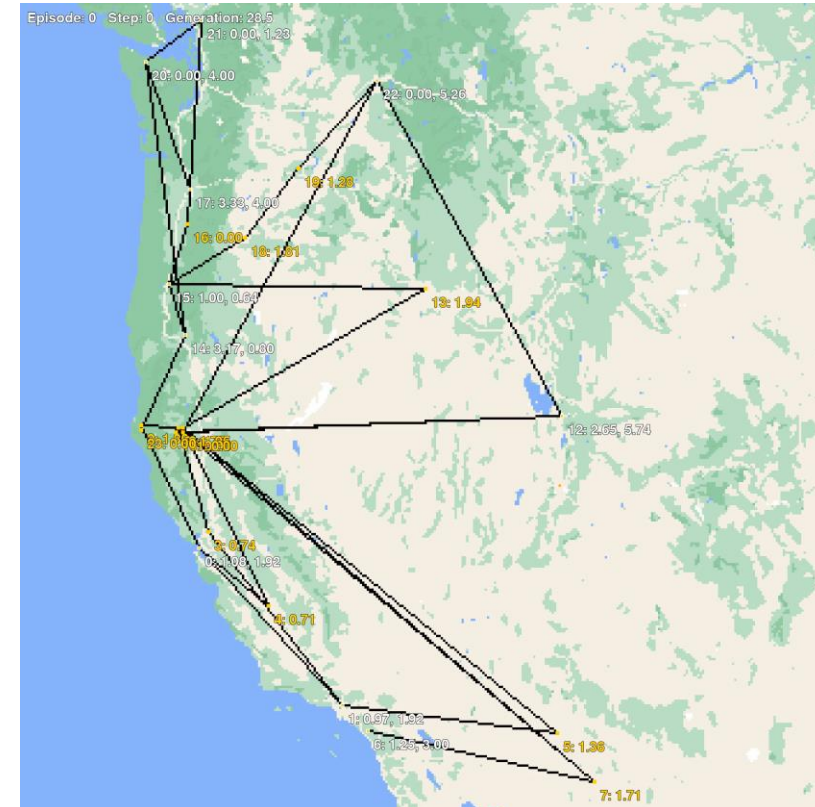 Episode: 0 Step: 0 Generation: 28.5
21: 0.00, 1.23
20: 0.00, 4.00
22: 0.00, 5.26
19: 1.28
17: 3.33, 4.00
16: 0.00
18: 1.81
15: 1.00, 0.64
13: 1.94
14: 3.17, 0.80
12: 2.65, 5.74
3: 0.74
0: 1.08, 1.92
4: 0.71
1: 0.97, 1.92
6: 1.25, 3.00
5: 1.36
7: 1.71